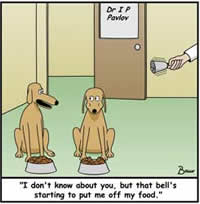 Dr I P
Pavlov
"I don't know about you, but that bell's
starting to put me off my food."